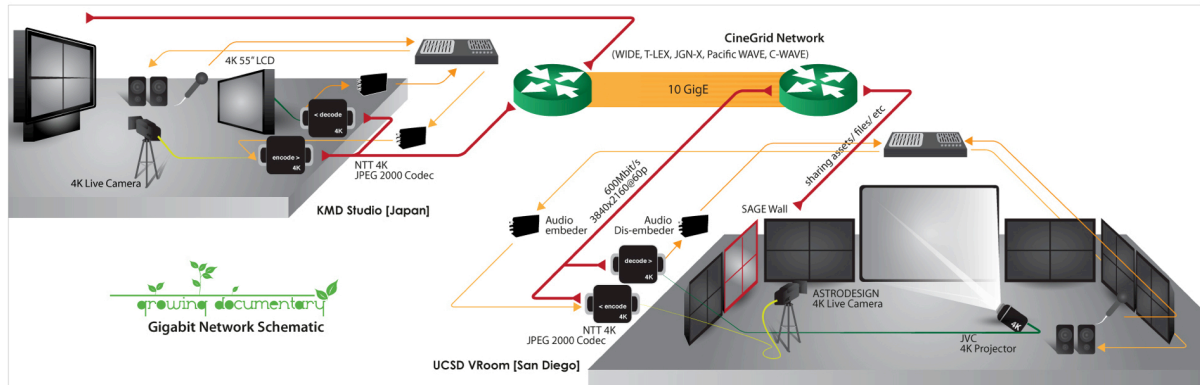 CineGrid Network
(WIDE, T-LEX, JGN-X, Pacific WAVE, C-WAVE)
4K 55” LCD
10 GigE
< decode
4K
encode >
4K
sharing assets/ files/ etc
NTT 4K
JPEG 2000 Codec
4K Live Camera
600Mbit/s
3840x2160@60p
KMD Studio [Japan]
SAGE Wall
Audio
embeder
Audio
Dis-embeder
decode >
4K
growing documentary
Gigabit Network Schematic
< encode
4K
ASTRODESIGN
4K Live Camera
4K
NTT 4K
JPEG 2000 Codec
JVC
4K Projector
UCSD VRoom [San Diego]